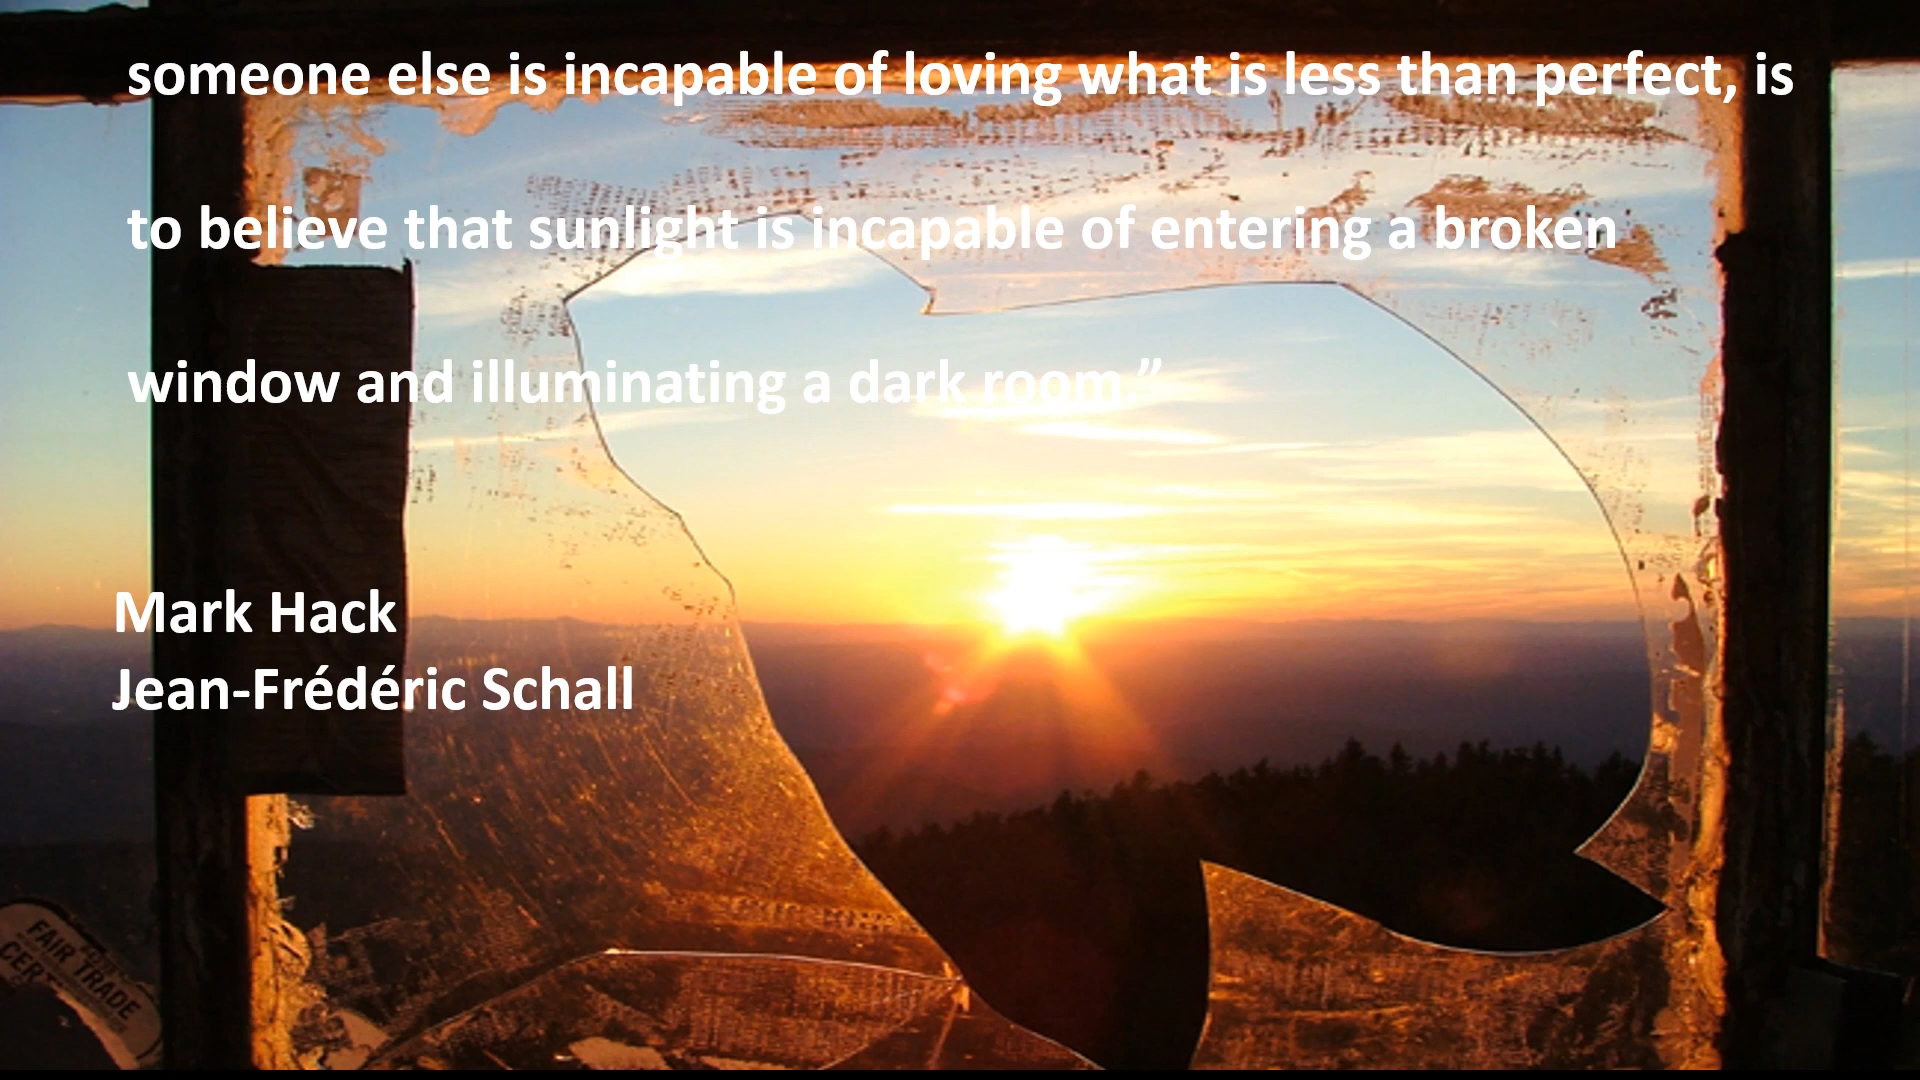 someone else is incapable of loving what is less than perfect, is
to believe that sunlight is incapable of entering a broken
window and illuminating a dark room.”
Mark Hack
Jean-Frédéric Schall
FAIR TRADE
CER